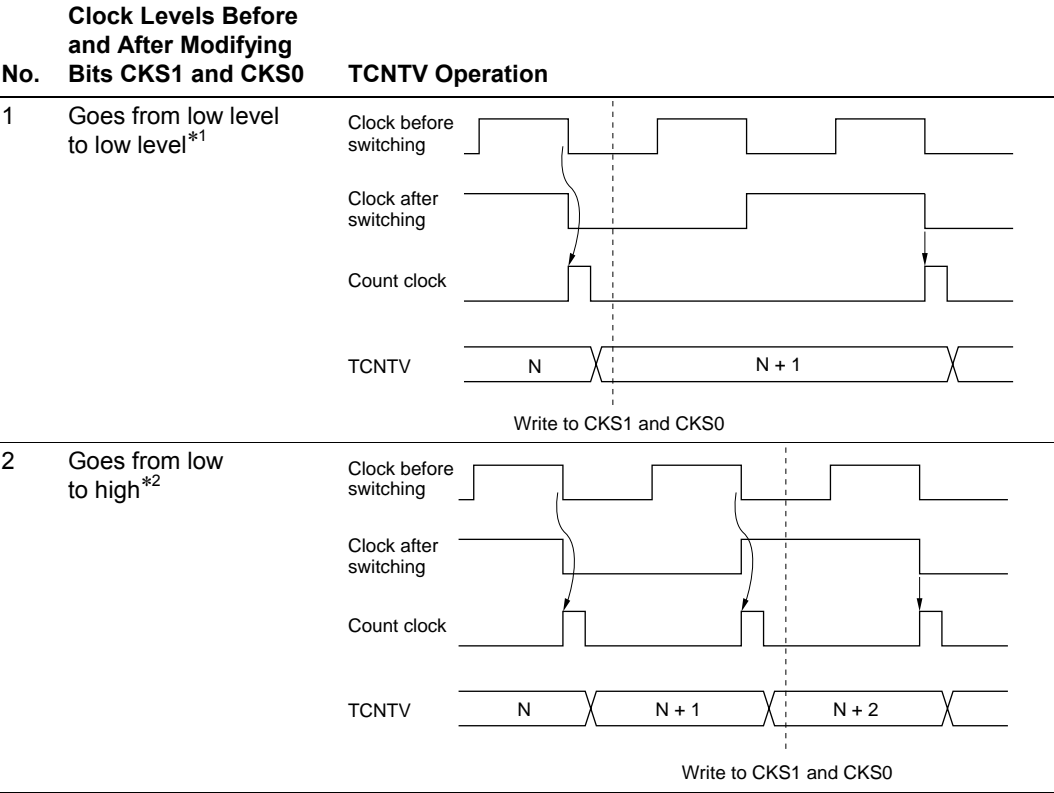 Clock Levels Before
and After Modifying
No. Bits CKS1 and CKS0 TCNTV Operation
1 Goes from low level
to low level*1
Clock before
switching
Clock after
switching
Count clock
TCNTV N N + 1
Write to CKS1 and CKS0
2 Goes from low
to high*2
Clock before
switching
Clock after
switching
Count clock
TCNTV N N + 1 N + 2
Write to CKS1 and CKS0